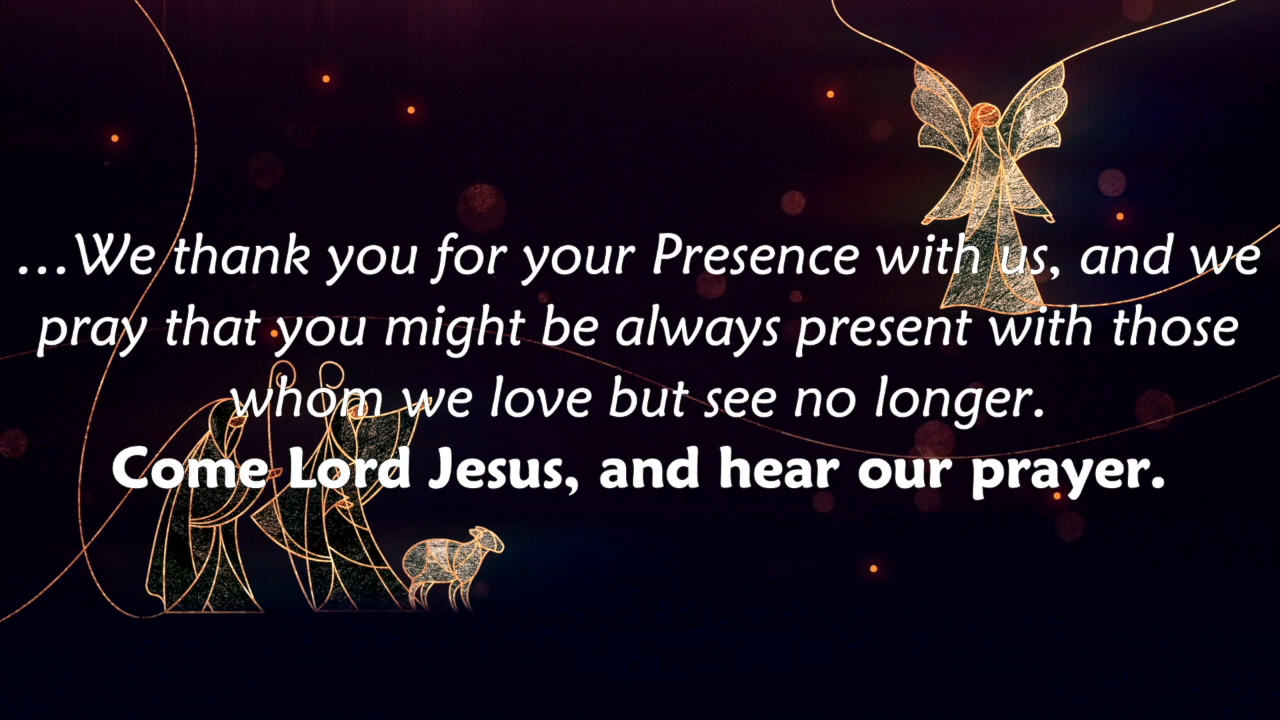 …We thank you for your Presence with us, and we
pray that you might be always present with those
whom we love but see no longer.
Come Lord Jesus, and hear our prayer.